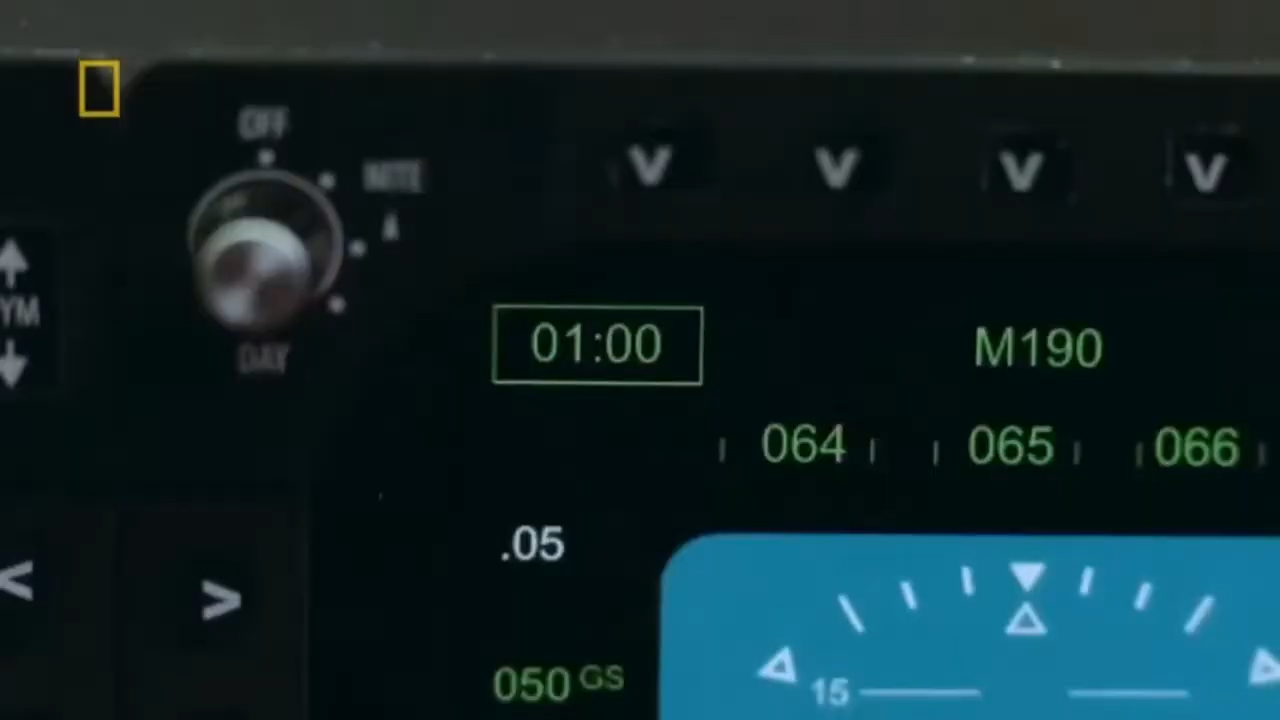 OFF
NITE
V V V V
YM
DAY
01:00 M190
064 065 066
.05
< >
050 GS
15